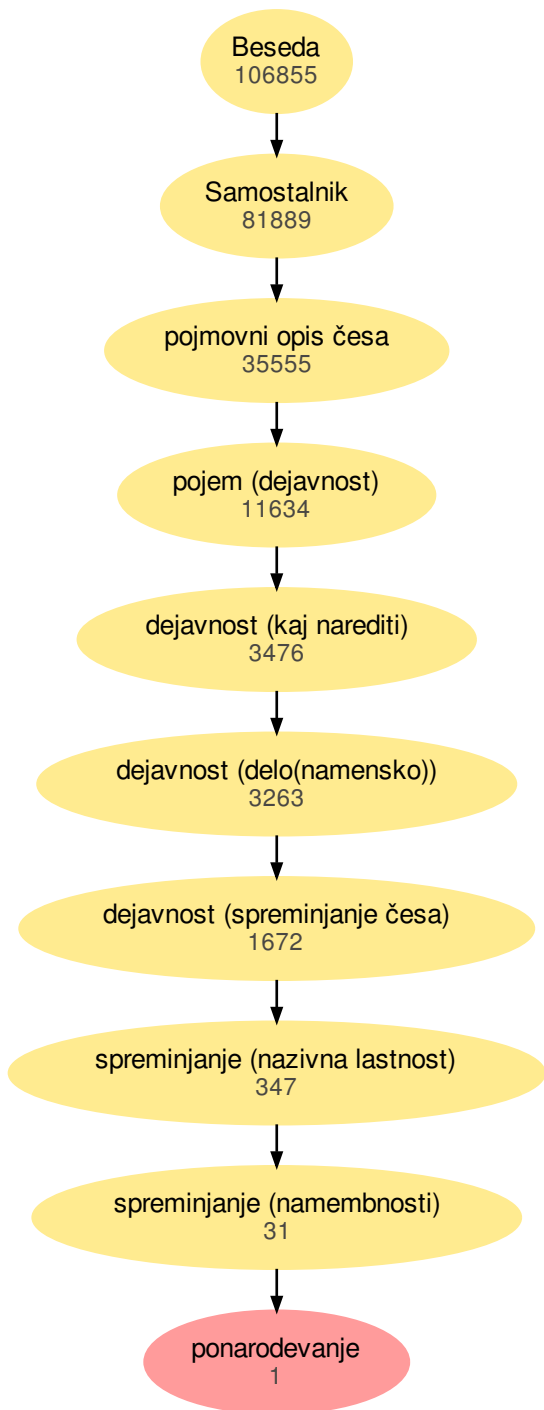 Beseda
106855
Samostalnik
81889
pojmovni opis česa
35555
pojem (dejavnost)
11634
dejavnost (kaj narediti)
3476
dejavnost (delo(namensko))
3263
dejavnost (spreminjanje česa)
1672
spreminjanje (nazivna lastnost)
347
spreminjanje (namembnosti)
31
ponarodevanje
1